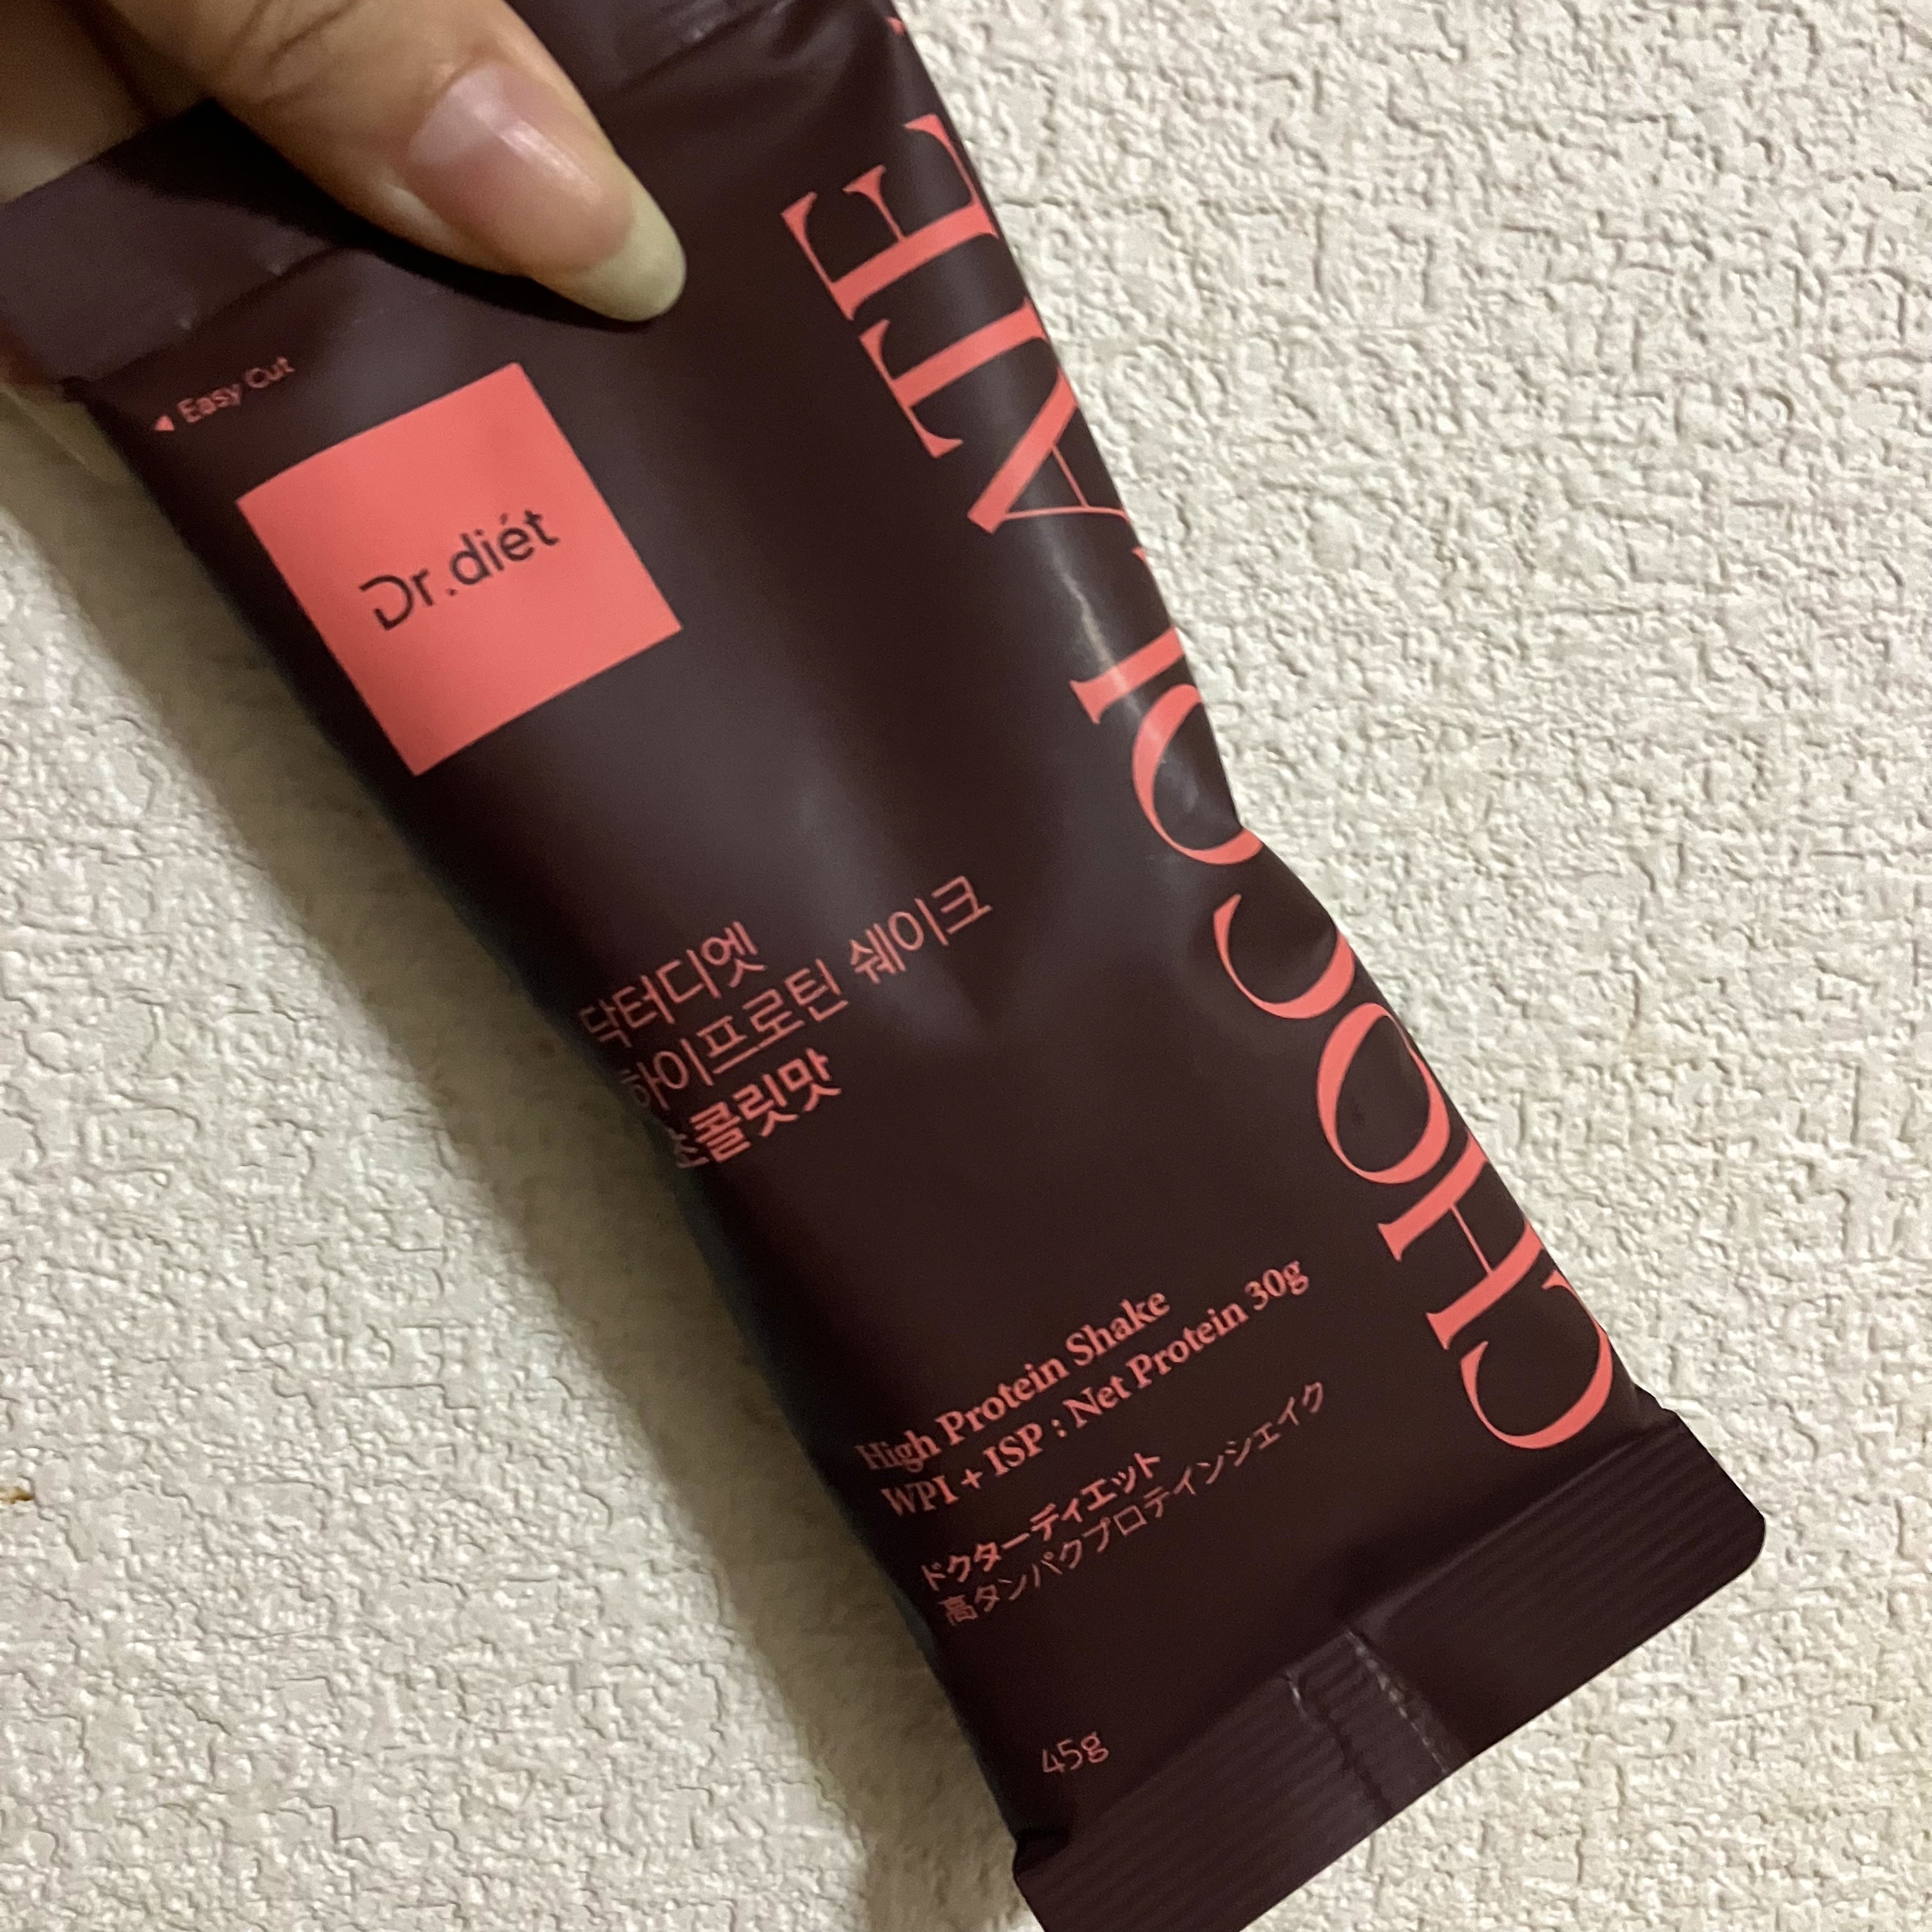 Easy Cut
Dr.diét
CHOCOLATE
닥터디엣
하이프로틴 쉐이크
초콜릿맛
High Protein Shake
WPI + ISP : Net Protein 30g
ドクターディエット
高タンパクプロテインシェイク
45g